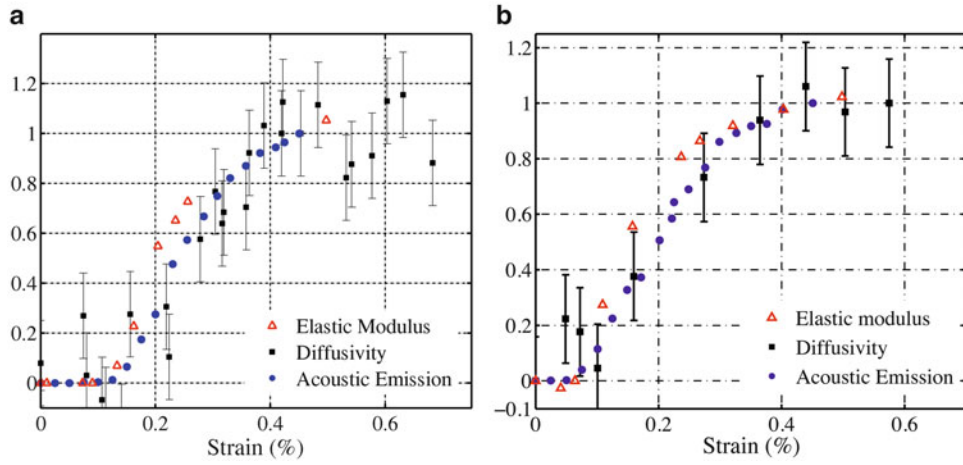 a
1.2
1
0.8
0.6
0.4
0.2
0
0 0.2 0.4 0.6
Strain (%)
Elastic Modulus
Diffusivity
Acoustic Emission
b
1.2
1
0.8
0.6
0.4
0.2
0
−0.1
0 0.2 0.4 0.6
Strain (%)
Elastic modulus
Diffusivity
Acoustic Emission